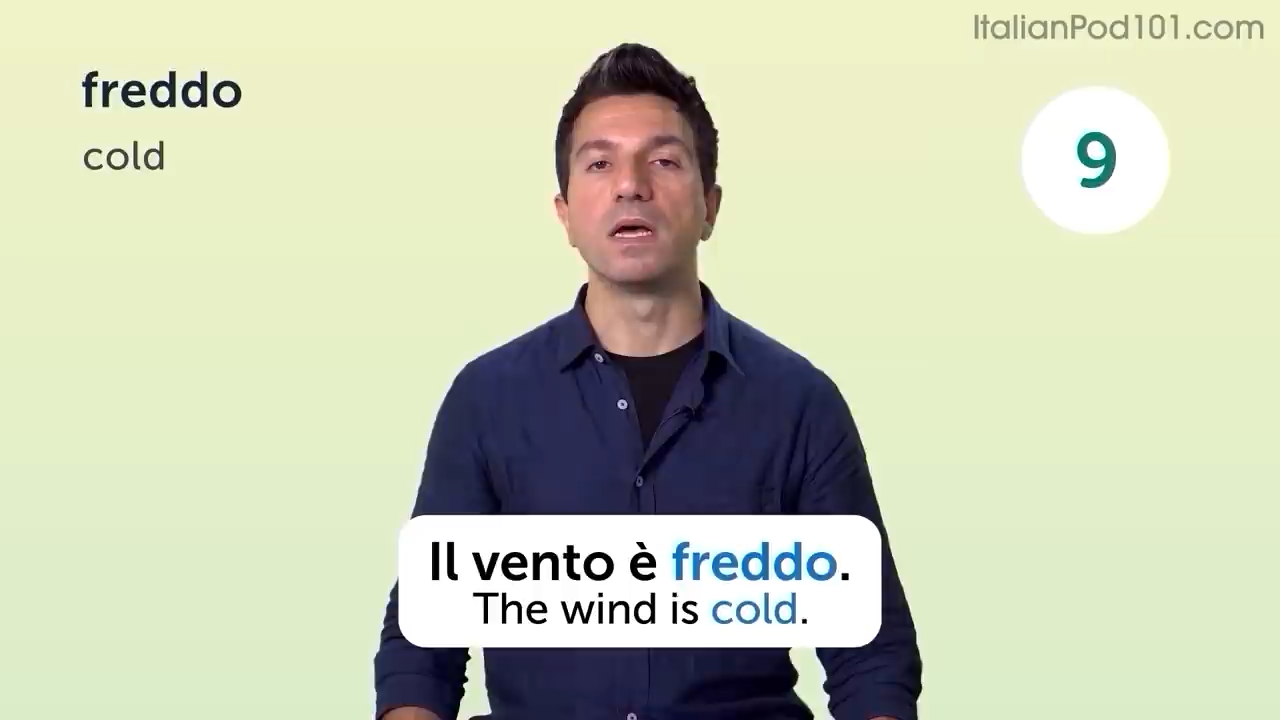 ItalianPod101.com
freddo
cold
9
Il vento è freddo.
The wind is cold.